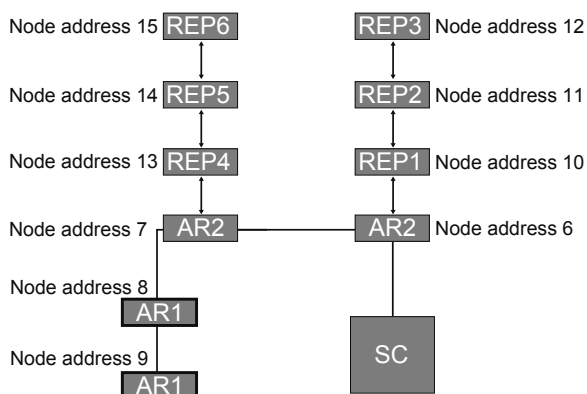 Node address 15 REP6 REP3 Node address 12
Node address 14 REP5 REP2 Node address 11
Node address 13 REP4 REP1 Node address 10
Node address 7 AR2 AR2 Node address 6
Node address 8
AR1
SC
Node address 9
AR1